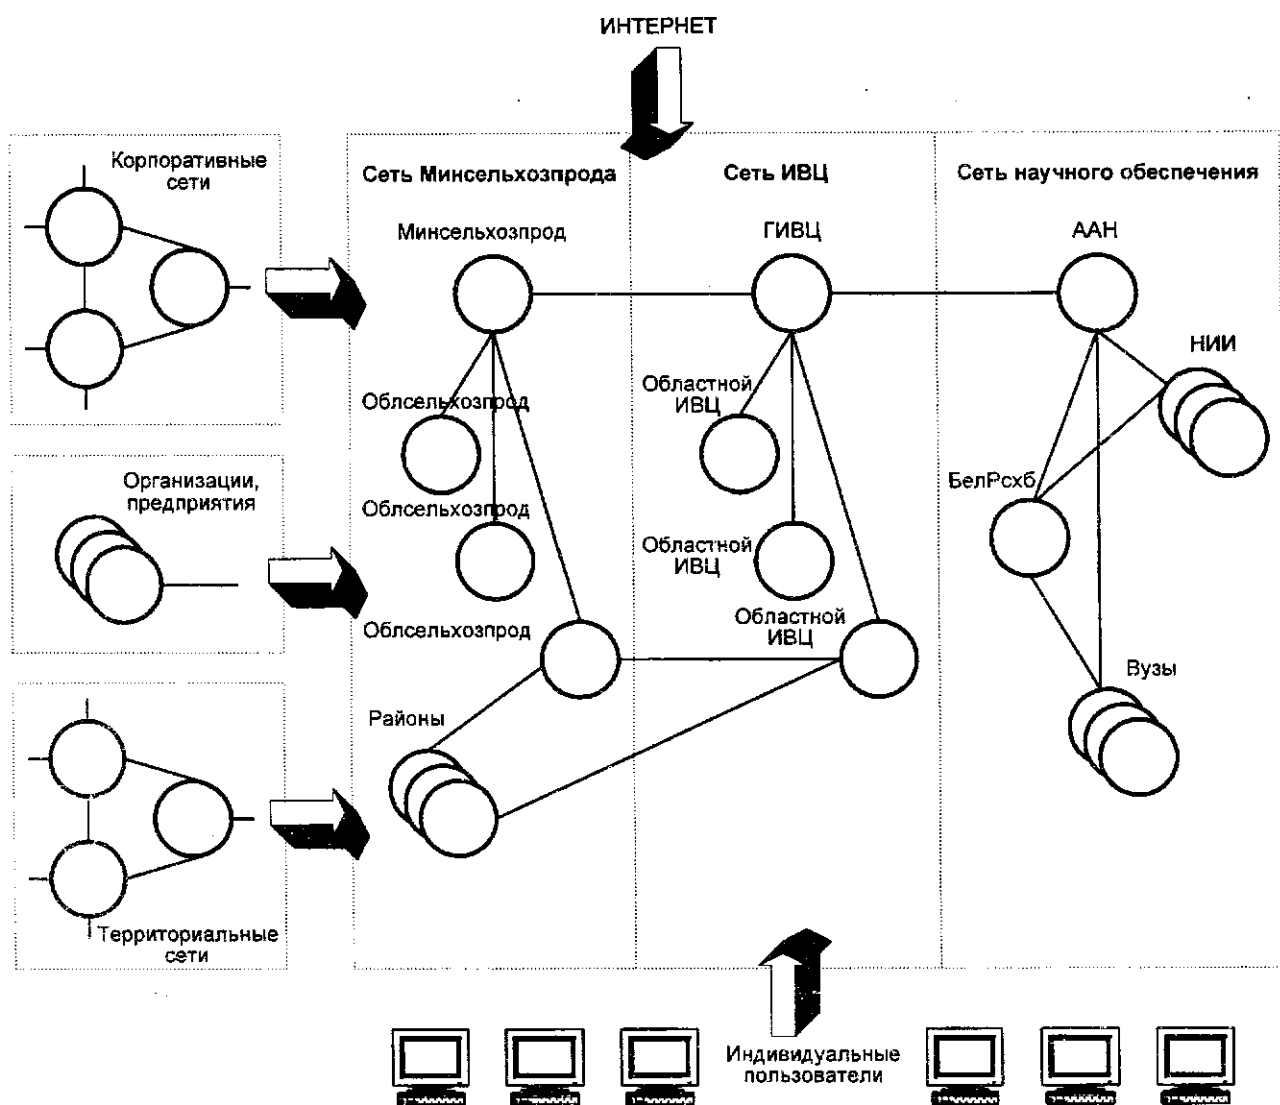 ИНТЕРНЕТ
Корпоративные
сети
Организации,
предприятия
Территориальные
сети
Сеть Минсельхозпрода
Минсельхозпрод
Облсельхозпрод
Облсельхозпрод
Облсельхозпрод
Районы
Сеть ИВЦ
ГИВЦ
Областной
ИВЦ
Областной
ИВЦ
Областной
ИВЦ
Сеть научного обеспечения
ААН
НИИ
БелРсхб
Вузы
Индивидуальные
пользователи